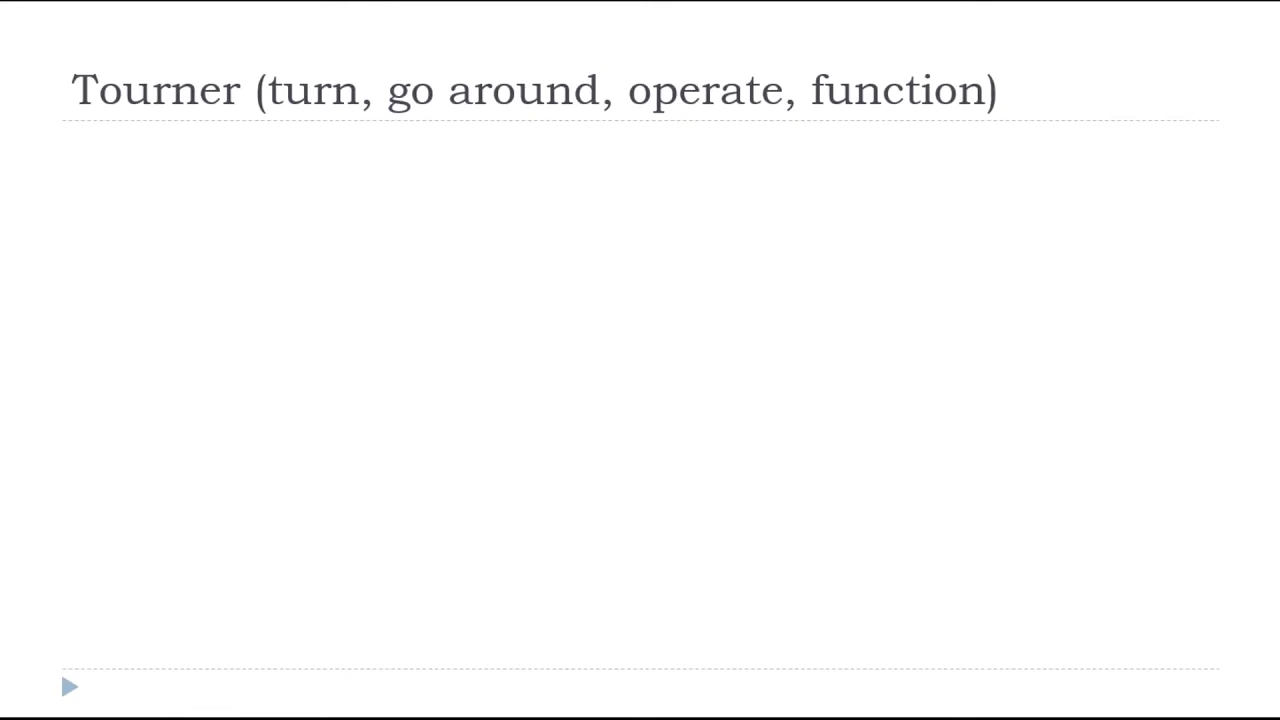 Tourner (turn, go around, operate, function)